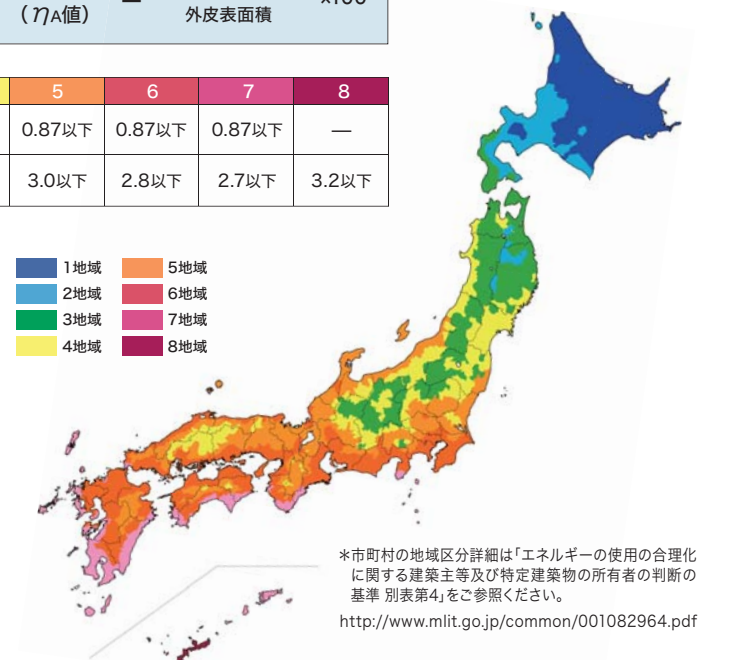 （ηA値）
外皮表面積
5 6 7 8
0.87以下 0.87以下 0.87以下 —
3.0以下 2.8以下 2.7以下 3.2以下
1地域 5地域
2地域 6地域
3地域 7地域
4地域 8地域
＊市町村の地域区分詳細は「エネルギーの使用の合理化
に関する建築主等及び特定建築物の所有者の判断の
基準 別表第4」をご参照ください。
http://www.mlit.go.jp/common/001082964.pdf